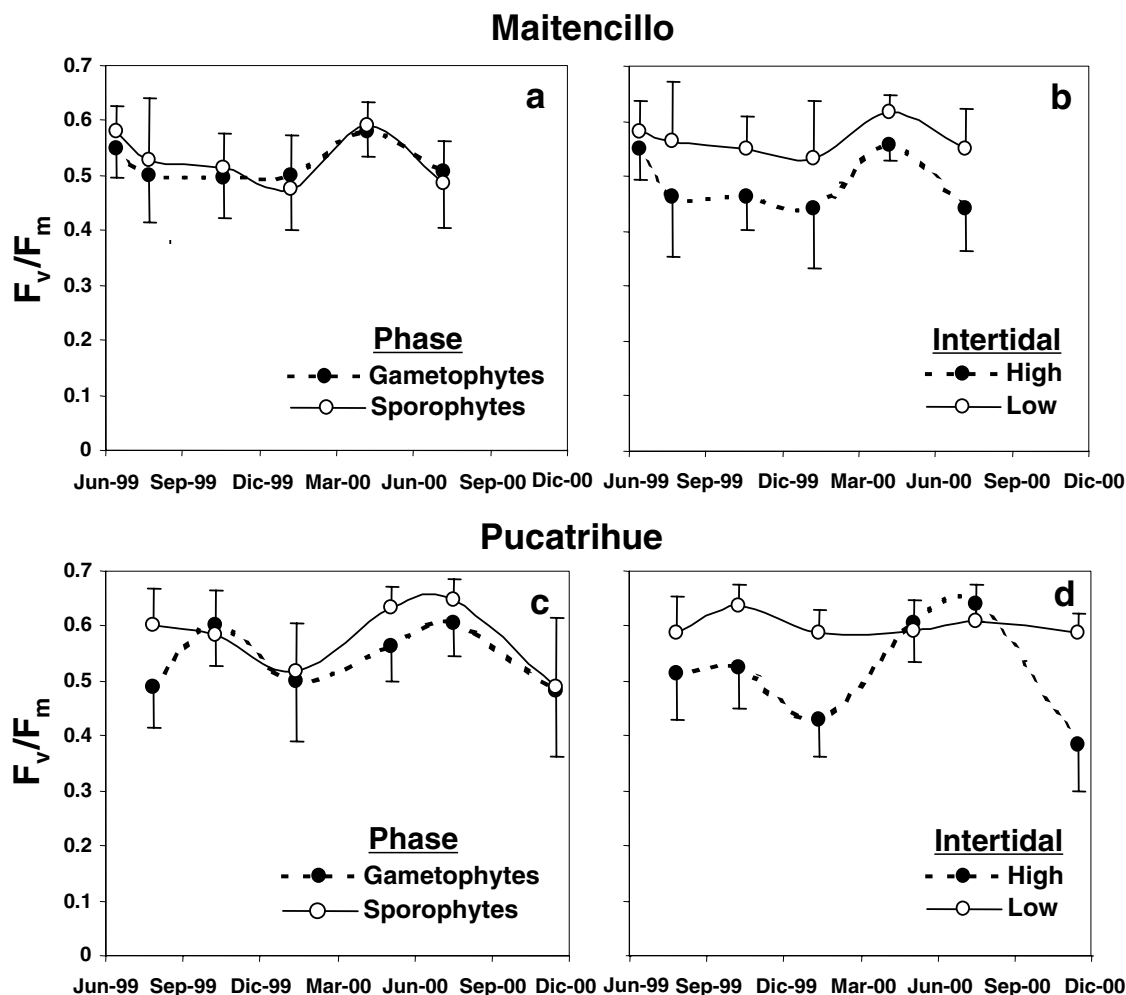 Maitencillo
0.7
0.6
0.5
0.4
0.3
0.2
0.1
0
Fv/Fm
a
Phase
Gametophytes
Sporophytes
Jun-99 Sep-99 Dic-99 Mar-00 Jun-00 Sep-00 Dic-00
b
Intertidal
High
Low
Jun-99 Sep-99 Dic-99 Mar-00 Jun-00 Sep-00 Dic-00
Pucatrihue
0.7
0.6
0.5
0.4
0.3
0.2
0.1
0
Fv/Fm
c
Phase
Gametophytes
Sporophytes
Jun-99 Sep-99 Dic-99 Mar-00 Jun-00 Sep-00 Dic-00
d
Intertidal
High
Low
Jun-99 Sep-99 Dic-99 Mar-00 Jun-00 Sep-00 Dic-00